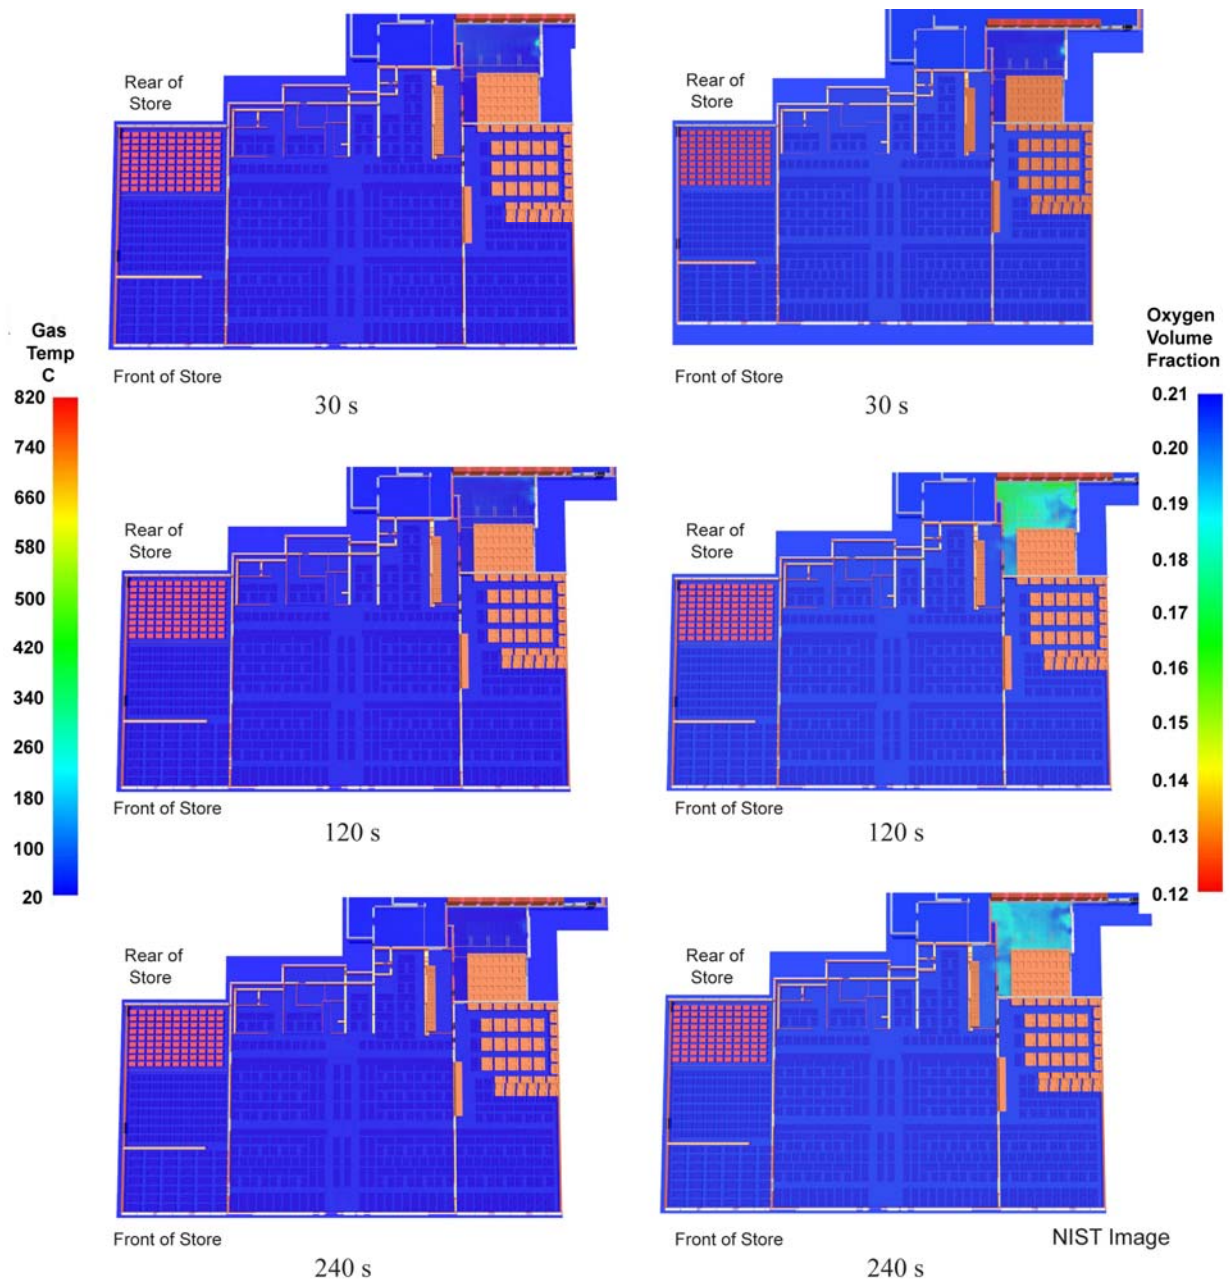 Rear of
Store
Rear of
Store
Front of Store
30 s
Front of Store
30 s
Gas
Temp
C
820
740
660
580
500
420
340
260
180
100
20
Oxygen
Volume
Fraction
0.21
0.20
0.19
0.18
0.17
0.16
0.15
0.14
0.13
0.12
Rear of
Store
Rear of
Store
Front of Store
120 s
Front of Store
120 s
Rear of
Store
Rear of
Store
Front of Store
240 s
Front of Store
240 s
NIST Image